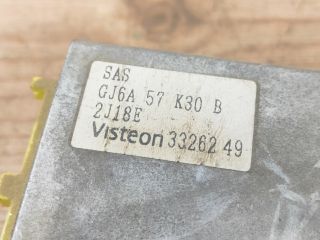 SAS
GJ6A 57 K30 B
2J18E
Visteon 33262 49